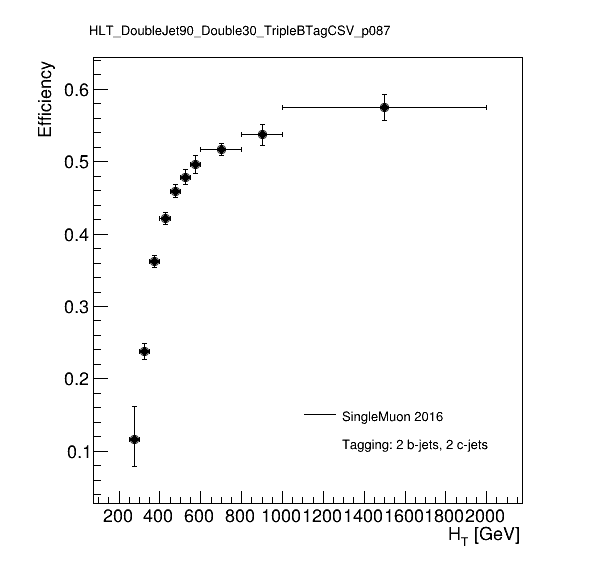 HLT_DoubleJet90_Double30_TripleBTagCSV_p087
Efficiency
0.6
0.5
0.4
0.3
0.2
0.1
SingleMuon 2016
Tagging: 2 b-jets, 2 c-jets
200 400 600 800 1000 1200 1400 1600 1800 2000
H_T [GeV]